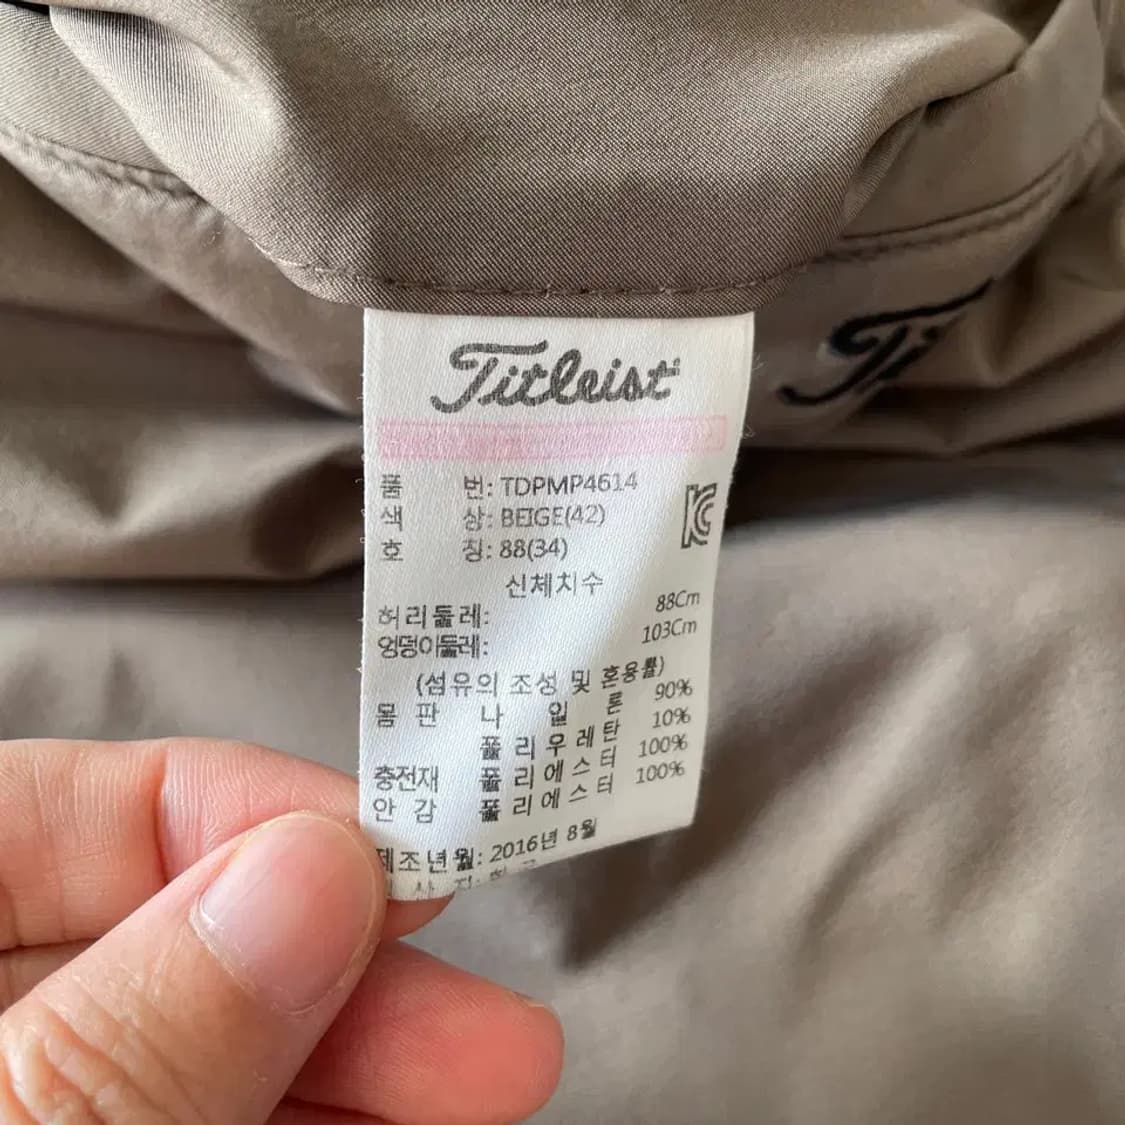 Titleist
품 번: TDPMP4614
색 상: BEIGE(42)
호 칭: 88(34)
신체치수
허리둘레: 88Cm
엉덩이둘레: 103Cm
(섬유의 조성 및 혼용률)
몸 판 나 일 론 90%
폴 리 우 레 탄 10%
충전재 폴 리 에 스 터 100%
안 감 폴 리 에 스 터 100%
제조년월: 2016년 8월